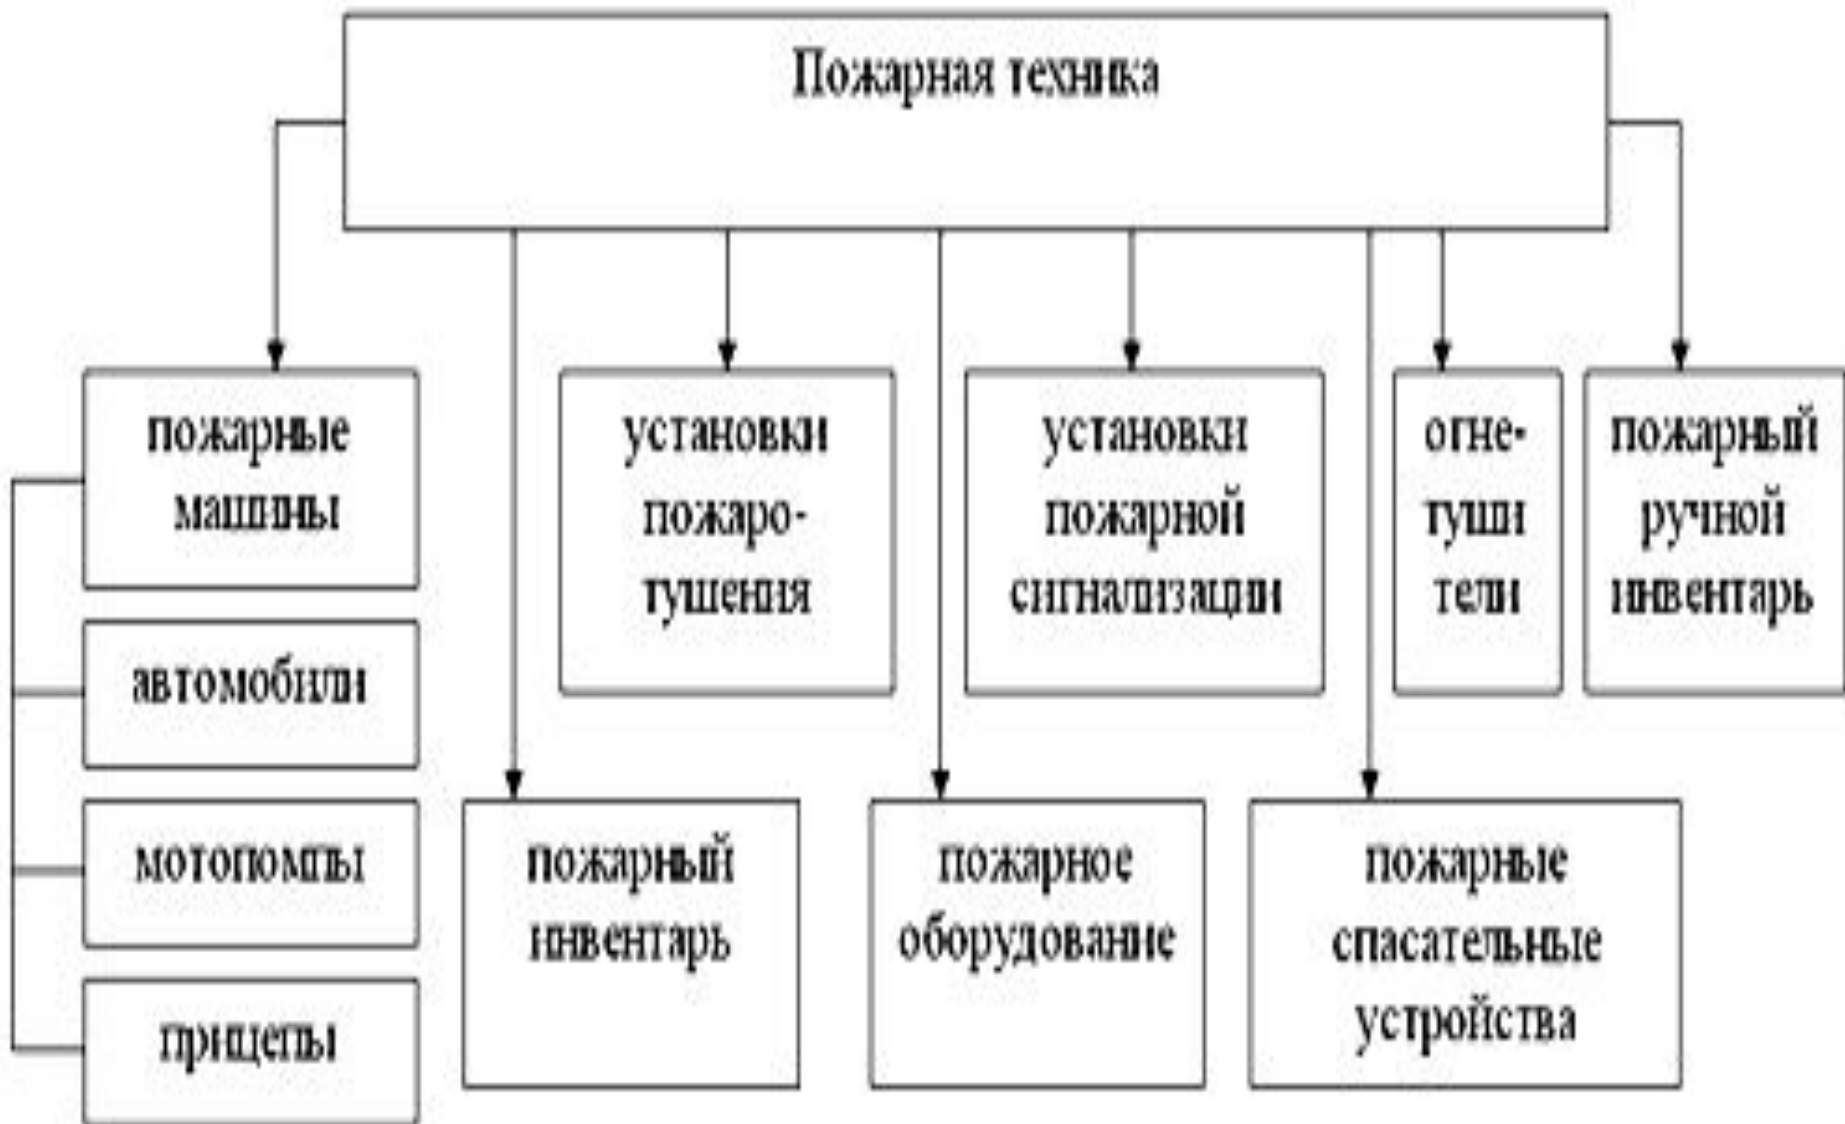 Пожарная техника
пожарные
машины
установки
пожаро-
тушения
установки
пожарной
сигнализации
огне-
туши
тели
пожарный
ручной
инвентарь
автомобили
мотопомпы
прицепы
пожарный
инвентарь
пожарное
оборудование
пожарные
спасательные
устройства